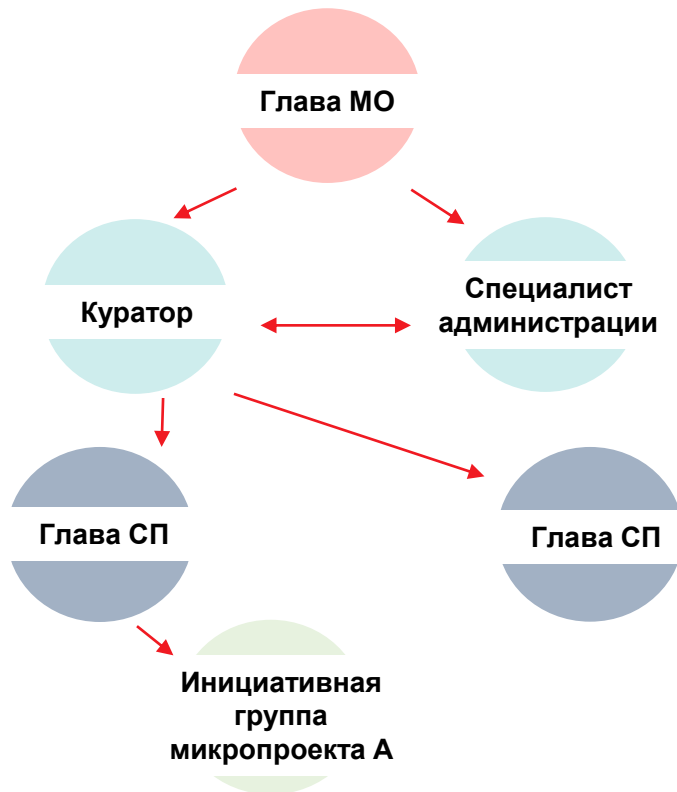 Глава МО
Куратор
Специалист
администрации
Глава СП
Глава СП
Инициативная
группа
микропроекта А